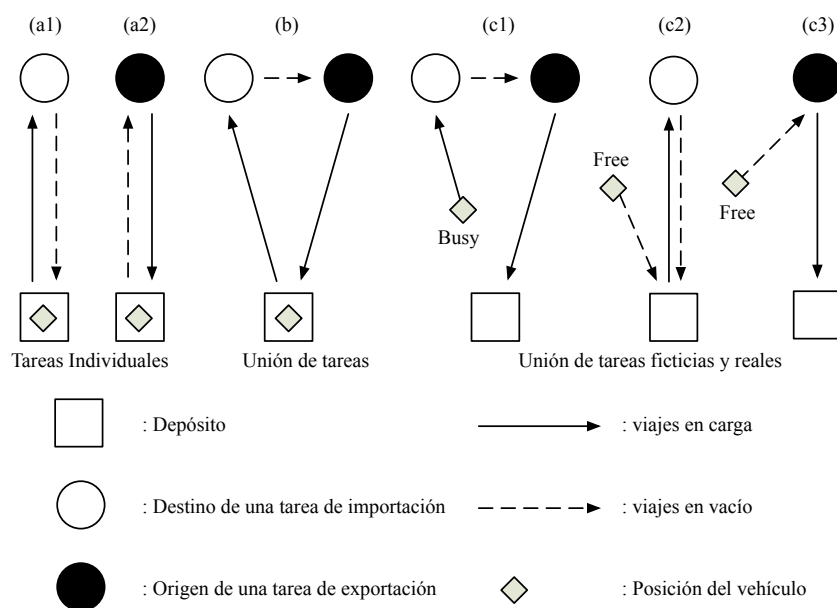 (a1) (a2) (b) (c1) (c2) (c3)
Free
Free
Busy
Tareas Individuales Unión de tareas Unión de tareas ficticias y reales
: Depósito : viajes en carga
: Destino de una tarea de importación : viajes en vacío
: Origen de una tarea de exportación : Posición del vehículo